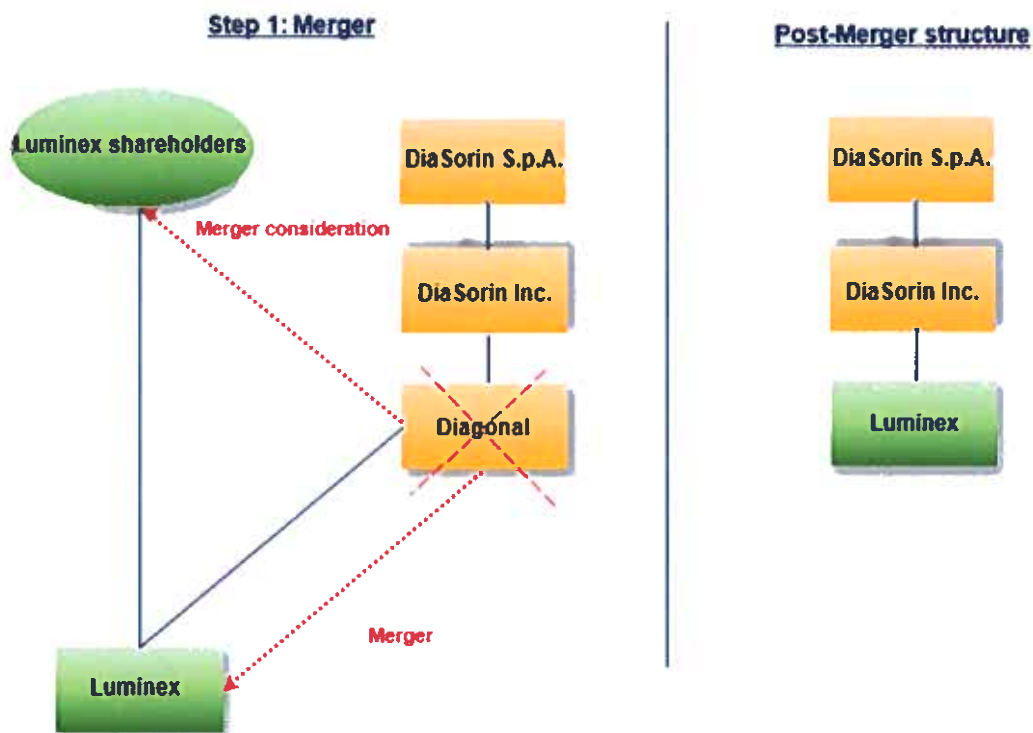 Step 1: Merger
Post-Merger structure
Luminex shareholders
DiaSorin S.p.A.
DiaSorin S.p.A.
Merger consideration
DiaSorin Inc.
DiaSorin Inc.
Diagonal
Luminex
Merger
Luminex